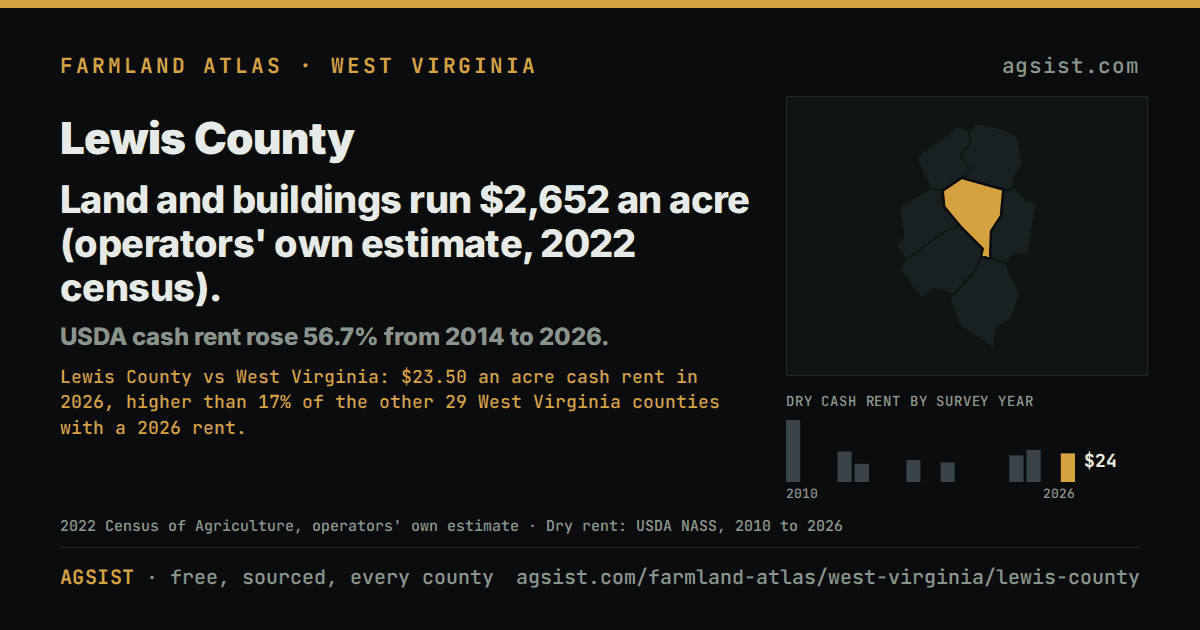 FARMLAND ATLAS · WEST VIRGINIA
agsist.com
Lewis County
Land and buildings run $2,652 an acre
(operators' own estimate, 2022
census).
USDA cash rent rose 56.7% from 2014 to 2026.
Lewis County vs West Virginia: $23.50 an acre cash rent in
2026, higher than 17% of the other 29 West Virginia counties
with a 2026 rent.
DRY CASH RENT BY SURVEY YEAR
$24
2010
2026
2022 Census of Agriculture, operators' own estimate · Dry rent: USDA NASS, 2010 to 2026
AGSIST · free, sourced, every county
agsist.com/farmland-atlas/west-virginia/lewis-county